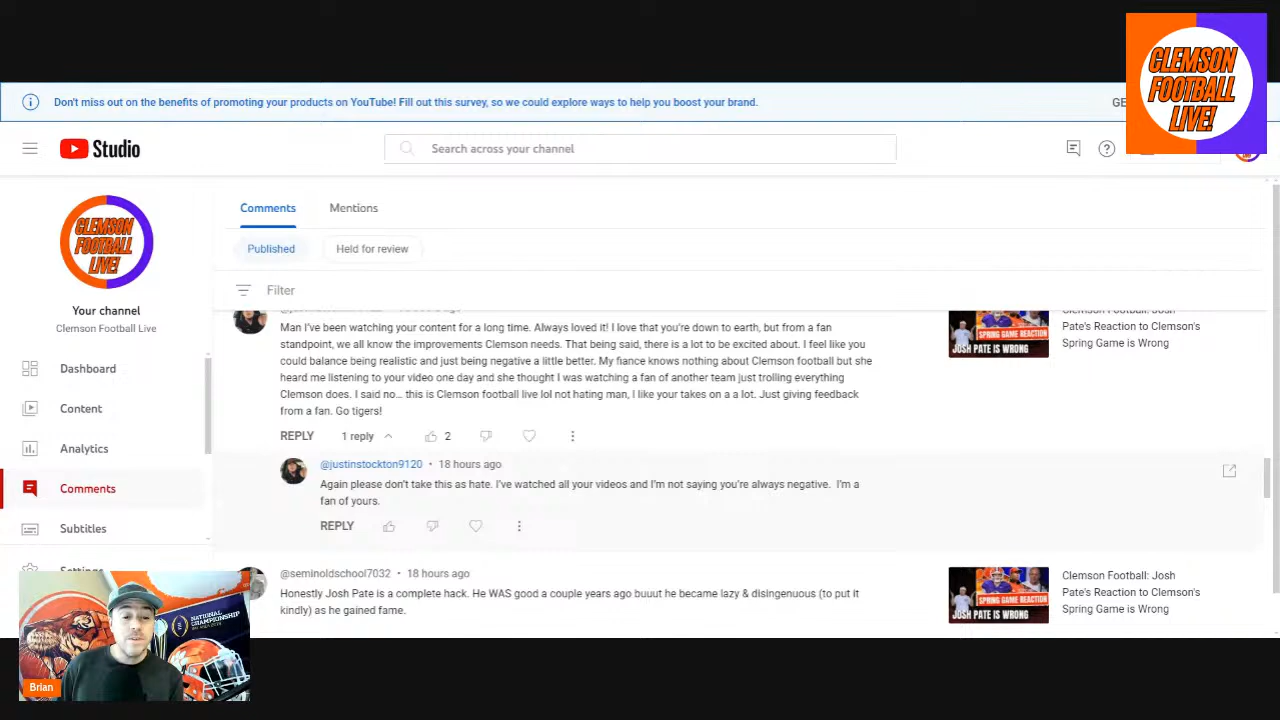 CLEMSON
FOOTBALL
LIVE!
Don't miss out on the benefits of promoting your products on YouTube! Fill out this survey, so we could explore ways to help you boost your brand.
GE
Studio
Search across your channel
CLEMSON
FOOTBALL
LIVE!
Your channel
Clemson Football Live
Dashboard
Content
Analytics
Comments
Subtitles
Settings
Comments
Mentions
Published
Held for review
Filter
Man I've been watching your content for a long time. Always loved it! I love that you're down to earth, but from a fan
standpoint, we all know the improvements Clemson needs. That being said, there is a lot to be excited about. I feel like you
could balance being realistic and just being negative a little better. My fiance knows nothing about Clemson football but she
heard me listening to your video one day and she thought I was watching a fan of another team just trolling everything
Clemson does. I said no... this is Clemson football live lol not hating man, I like your takes on a a lot. Just giving feedback
from a fan. Go tigers!
REPLY 1 reply 2
Clemson Football: Josh
Pate's Reaction to Clemson's
Spring Game is Wrong
SPRING GAME REACTION
JOSH PATE IS WRONG
@justinstockton9120 • 18 hours ago
Again please don't take this as hate. I've watched all your videos and I'm not saying you're always negative. I'm a
fan of yours.
REPLY
@seminoldschool7032 • 18 hours ago
Honestly Josh Pate is a complete hack. He WAS good a couple years ago buuut he became lazy & disingenuous (to put it
kindly) as he gained fame.
SPRING GAME REACTION
JOSH PATE IS WRONG
Clemson Football: Josh
Pate's Reaction to Clemson's
Spring Game is Wrong
NATIONAL
CHAMPIONSHIP
Brian